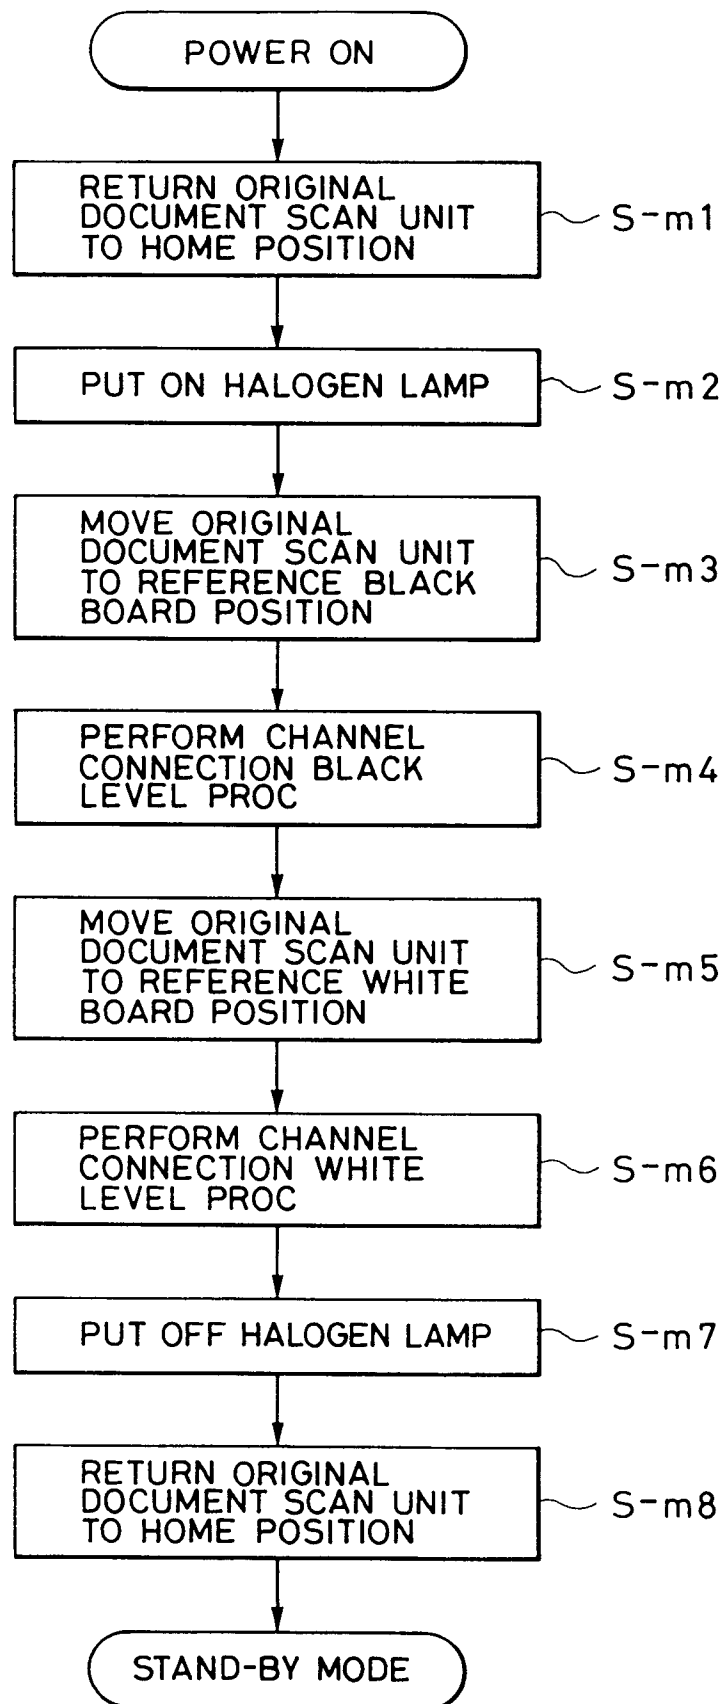 POWER ON
RETURN ORIGINAL
DOCUMENT SCAN UNIT
TO HOME POSITION
S-m1
PUT ON HALOGEN LAMP
S-m2
MOVE ORIGINAL
DOCUMENT SCAN UNIT
TO REFERENCE BLACK
BOARD POSITION
S-m3
PERFORM CHANNEL
CONNECTION BLACK
LEVEL PROC
S-m4
MOVE ORIGINAL
DOCUMENT SCAN UNIT
TO REFERENCE WHITE
BOARD POSITION
S-m5
PERFORM CHANNEL
CONNECTION WHITE
LEVEL PROC
S-m6
PUT OFF HALOGEN LAMP
S-m7
RETURN ORIGINAL
DOCUMENT SCAN UNIT
TO HOME POSITION
S-m8
STAND-BY MODE